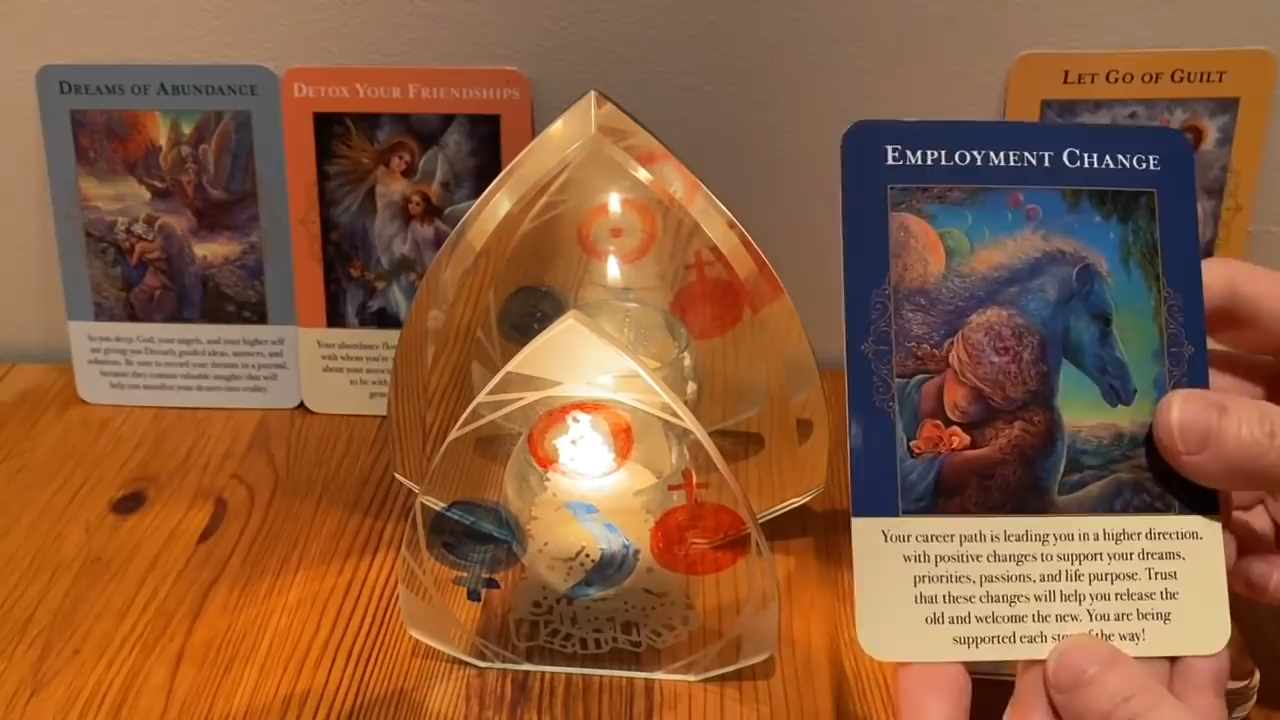 DREAMS OF ABUNDANCE
As you sleep, God, your angels, and your higher self
are giving you Divinely guided ideas, answers, and
solutions. Be sure to record your dreams in a journal,
because they contain valuable insights that will
help you manifest your desires into reality.
DETOX YOUR FRIENDSHIPS
Your abundance
with whom you're
about your
to be with
LET GO OF GUILT
EMPLOYMENT CHANGE
Your career path is leading you in a higher direction,
with positive changes to support your dreams,
priorities, passions, and life purpose. Trust
that these changes will help you release the
old and welcome the new. You are being
supported each the way!